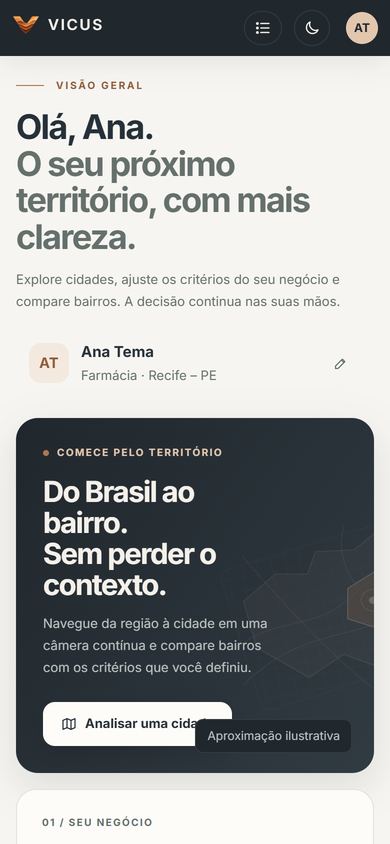 VICUS
AT
VISÃO GERAL
Olá, Ana.
O seu próximo
território, com mais
clareza.
Explore cidades, ajuste os critérios do seu negócio e
compare bairros. A decisão continua nas suas mãos.
AT
Ana Tema
Farmácia · Recife – PE
COMECE PELO TERRITÓRIO
Do Brasil ao
bairro.
Sem perder o
contexto.
Navegue da região à cidade em uma
câmera contínua e compare bairros
com os critérios que você definiu.
Analisar uma
Aproximação ilustrativa
01 / SEU NEGÓCIO